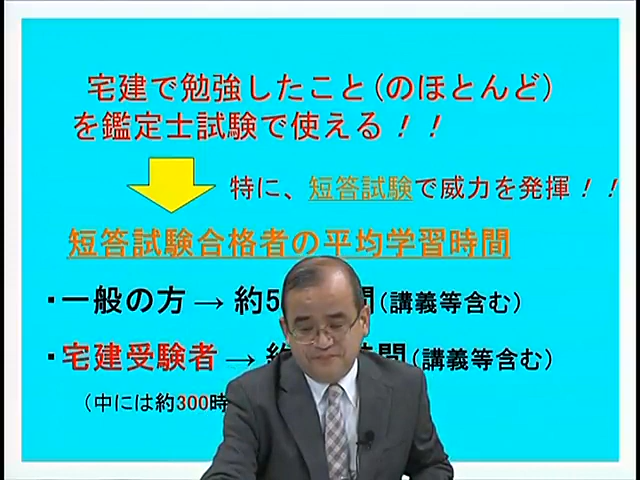 宅建で勉強したこと(のほとんど)
を鑑定士試験で使える！！
特に、短答試験で威力を発揮！！
短答試験合格者の平均学習時間
・一般の方 → 約5 間(講義等含む)
・宅建受験者 → 約 間(講義等含む)
(中には約300時